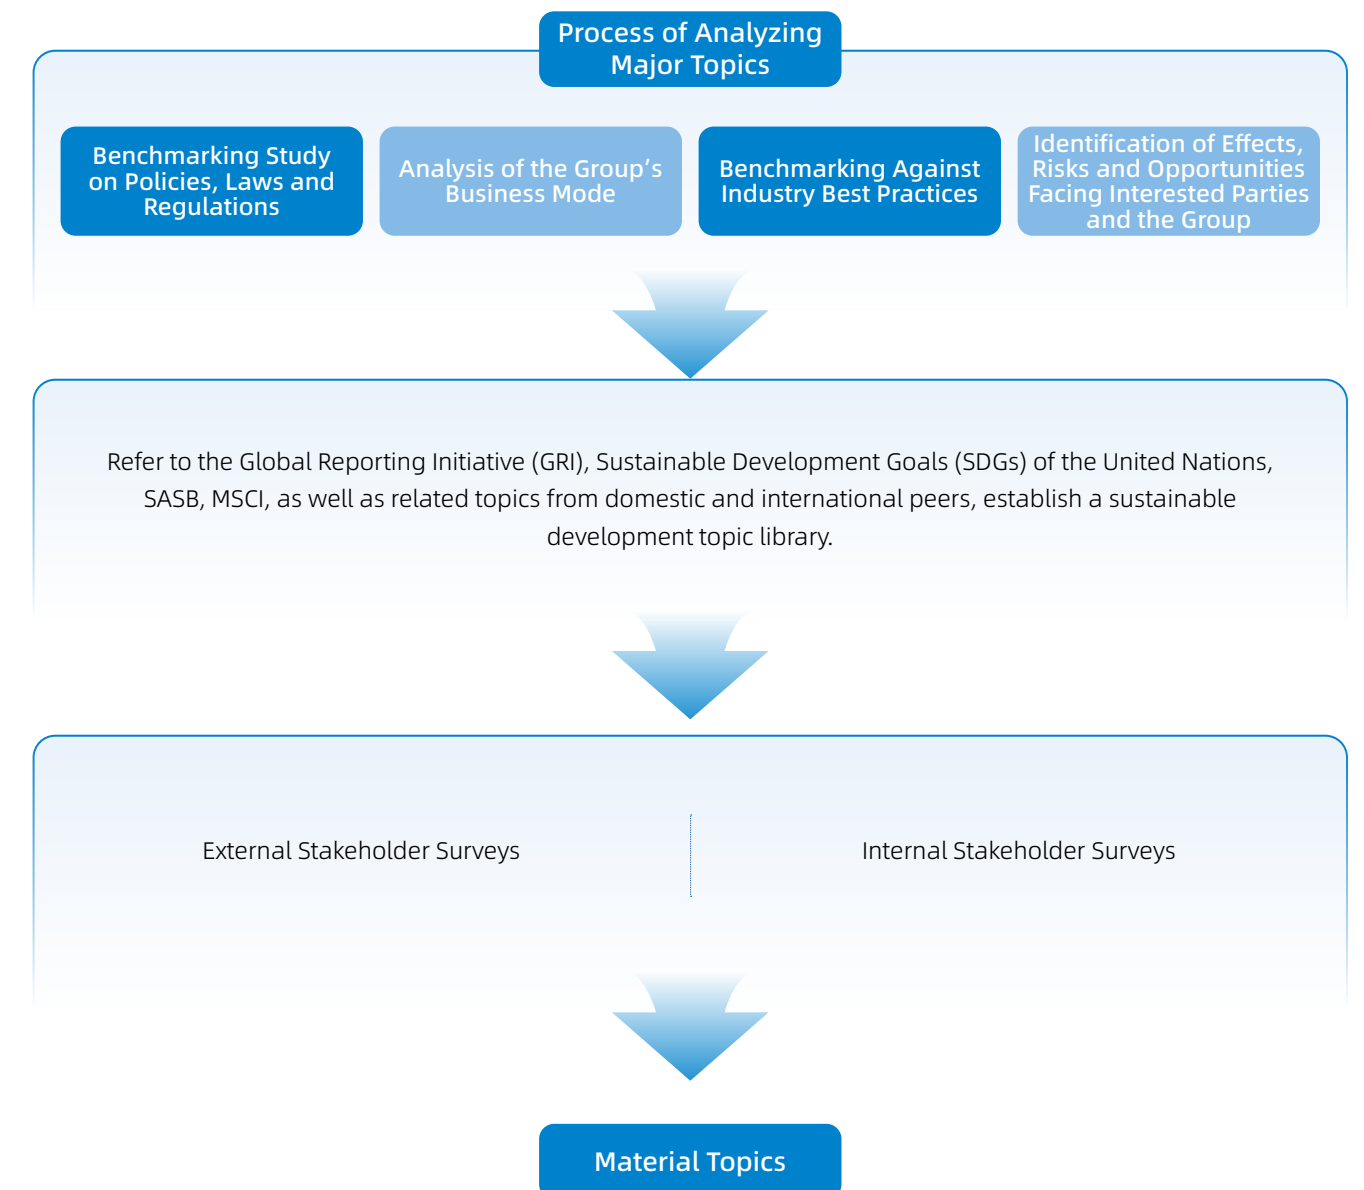 Process of Analyzing
Major Topics
Benchmarking Study
on Policies, Laws and
Regulations
Analysis of the Group’s
Business Mode
Benchmarking Against
Industry Best Practices
Identification of Effects,
Risks and Opportunities
Facing Interested Parties
and the Group
Refer to the Global Reporting Initiative (GRI), Sustainable Development Goals (SDGs) of the United Nations,
SASB, MSCI, as well as related topics from domestic and international peers, establish a sustainable
development topic library.
External Stakeholder Surveys
Internal Stakeholder Surveys
Material Topics